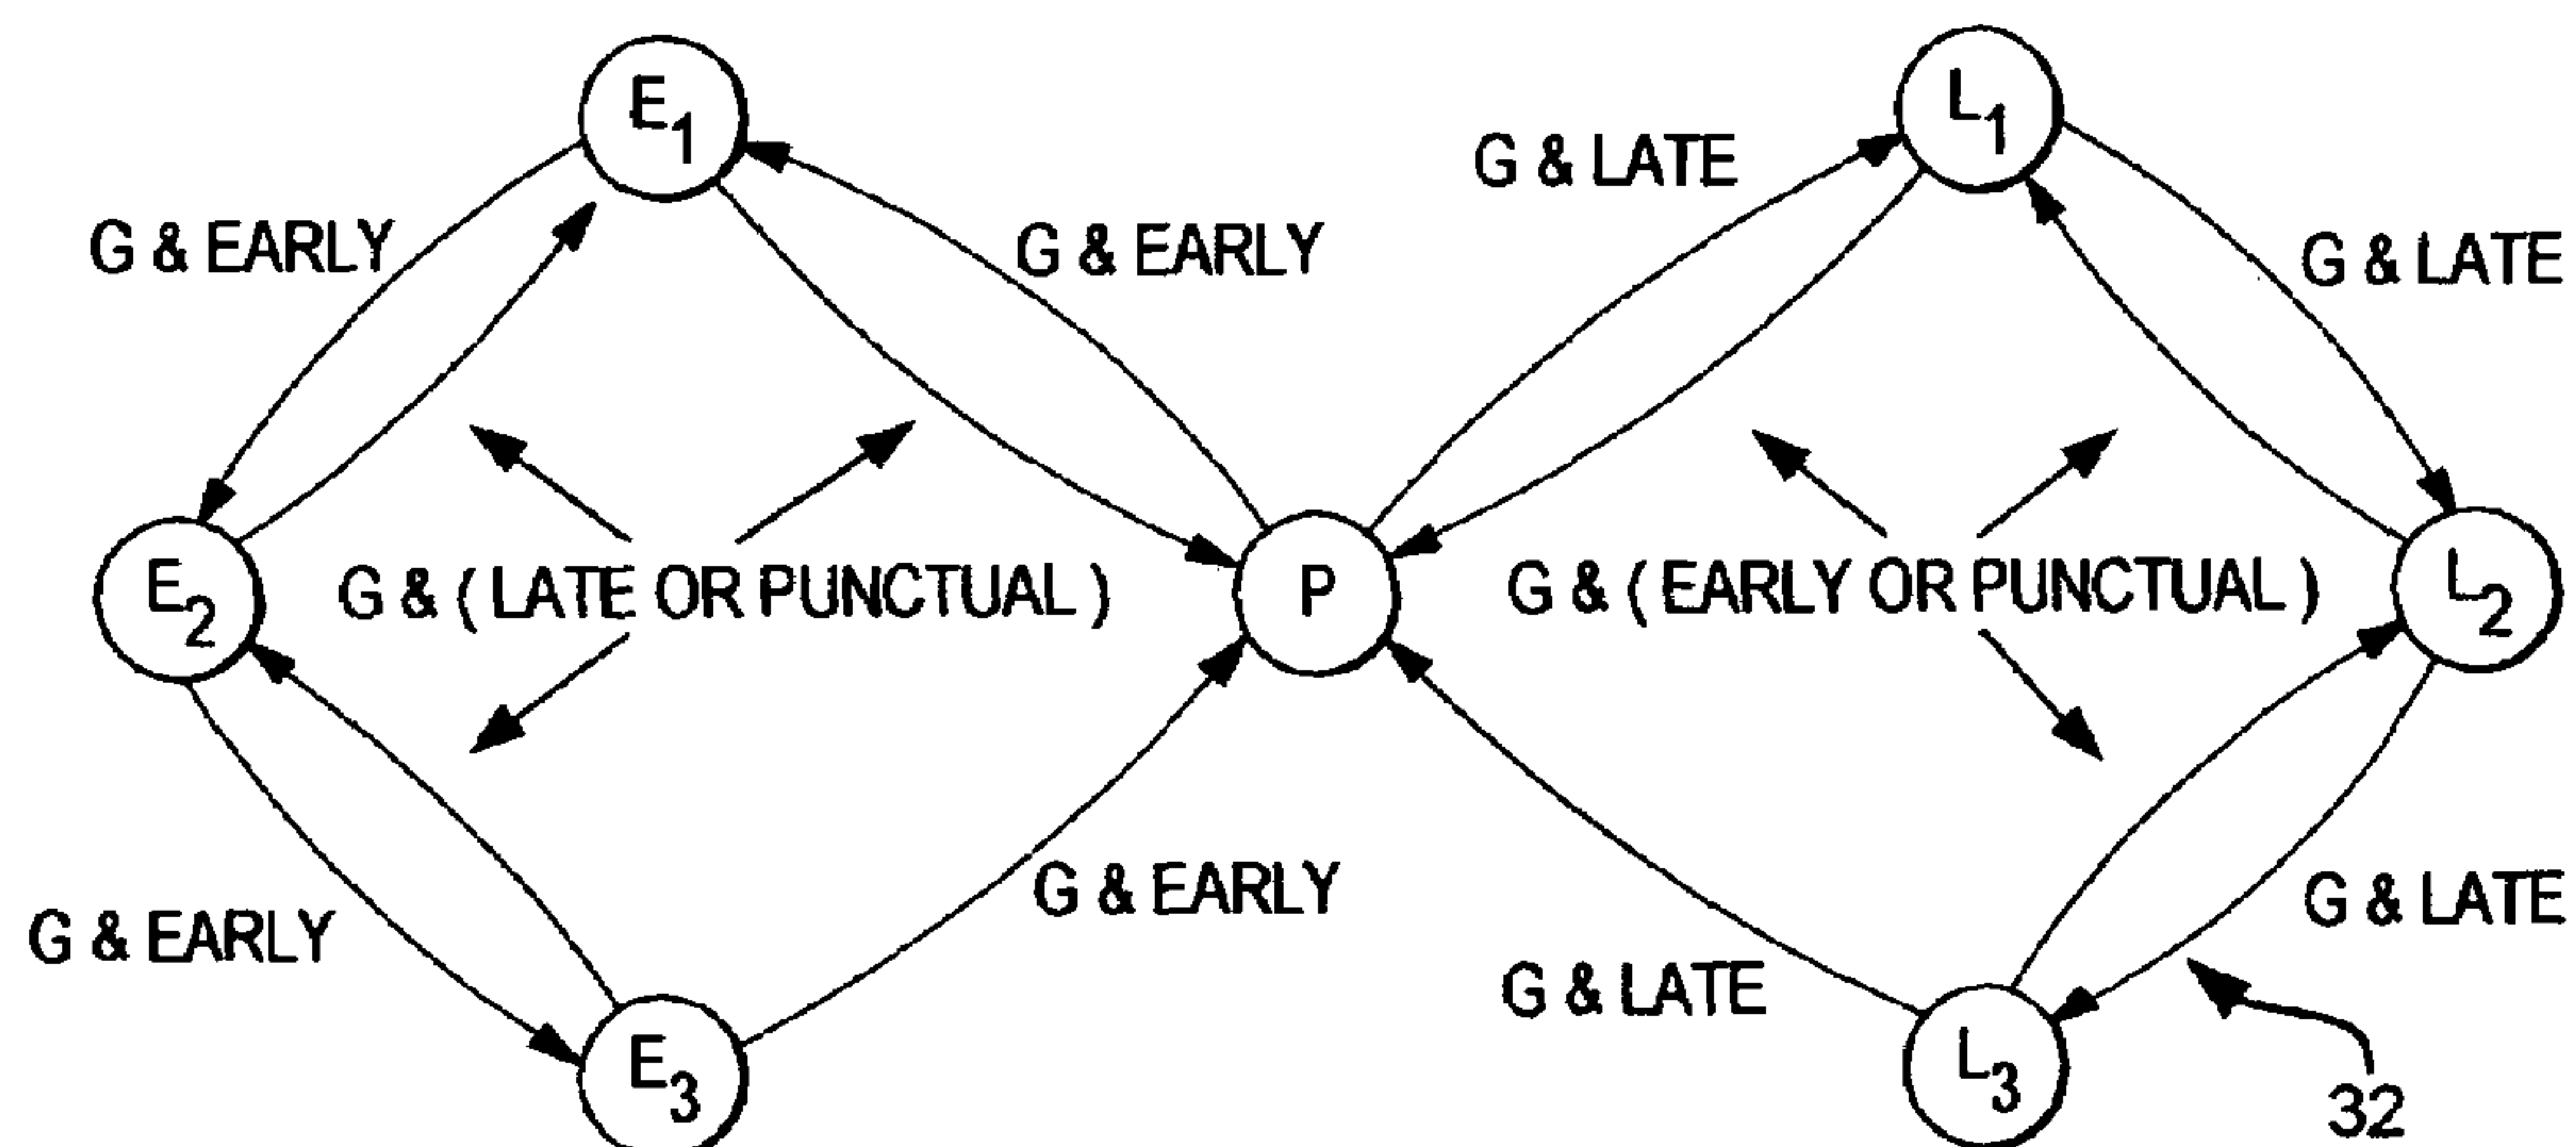 E1
L1
G & LATE
G & EARLY
G & EARLY
G & LATE
E2
G & ( LATE OR PUNCTUAL )
P
G & ( EARLY OR PUNCTUAL )
L2
G & EARLY
G & LATE
G & EARLY
G & LATE
E3
L3
32